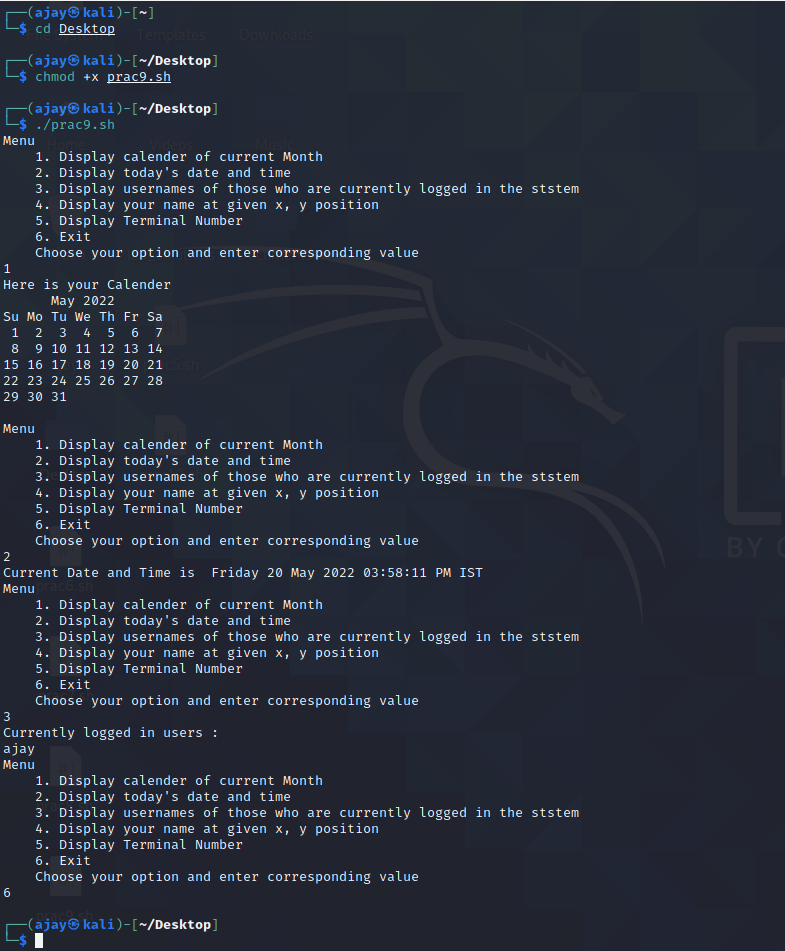 ┌──(ajay㉿kali)-[~]
└─$ cd Desktop
┌──(ajay㉿kali)-[~/Desktop]
└─$ chmod +x prac9.sh
┌──(ajay㉿kali)-[~/Desktop]
└─$ ./prac9.sh
Menu
    1. Display calender of current Month
    2. Display today's date and time
    3. Display usernames of those who are currently logged in the ststem
    4. Display your name at given x, y position
    5. Display Terminal Number
    6. Exit
    Choose your option and enter corresponding value
1
Here is your Calender
      May 2022
Su Mo Tu We Th Fr Sa
 1  2  3  4  5  6  7
 8  9 10 11 12 13 14
15 16 17 18 19 20 21
22 23 24 25 26 27 28
29 30 31
Menu
    1. Display calender of current Month
    2. Display today's date and time
    3. Display usernames of those who are currently logged in the ststem
    4. Display your name at given x, y position
    5. Display Terminal Number
    6. Exit
    Choose your option and enter corresponding value
2
Current Date and Time is  Friday 20 May 2022 03:58:11 PM IST
Menu
    1. Display calender of current Month
    2. Display today's date and time
    3. Display usernames of those who are currently logged in the ststem
    4. Display your name at given x, y position
    5. Display Terminal Number
    6. Exit
    Choose your option and enter corresponding value
3
Currently logged in users :
ajay
Menu
    1. Display calender of current Month
    2. Display today's date and time
    3. Display usernames of those who are currently logged in the ststem
    4. Display your name at given x, y position
    5. Display Terminal Number
    6. Exit
    Choose your option and enter corresponding value
6
┌──(ajay㉿kali)-[~/Desktop]
└─$
Templates
Downloads
BY